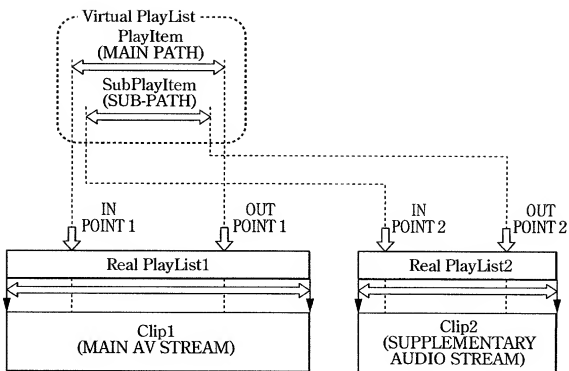 Virtual PlayList
PlayItem
(MAIN PATH)
SubPlayItem
(SUB-PATH)
IN
POINT 1
OUT
POINT 1
IN
POINT 2
OUT
POINT 2
Real PlayList1
Real PlayList2
Clip1
(MAIN AV STREAM)
Clip2
(SUPPLEMENTARY
AUDIO STREAM)